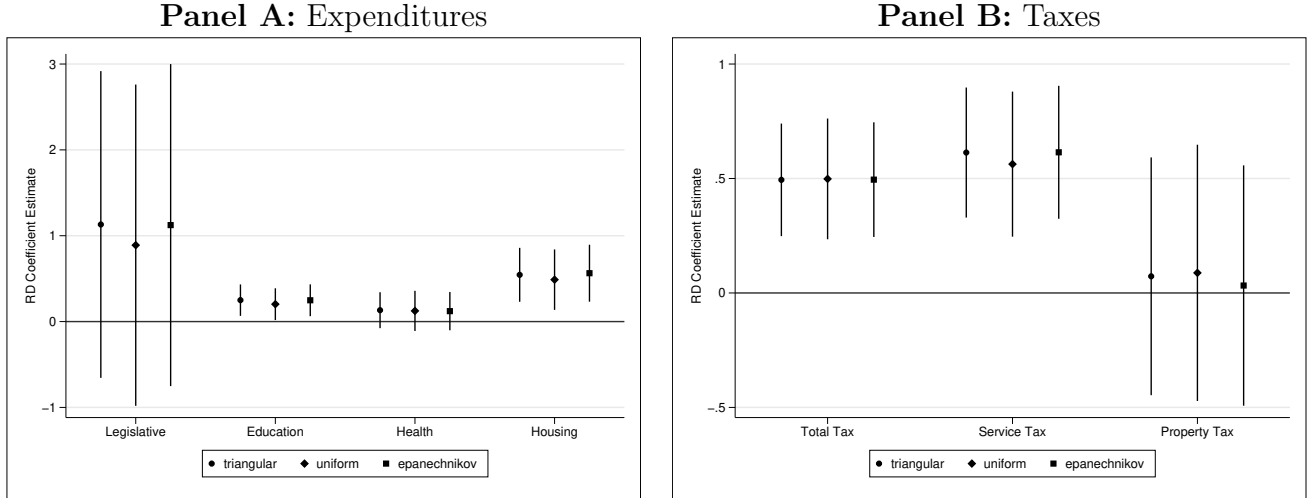 Panel A: Expenditures
3
2
1
0
−1
RD Coefficient Estimate
Legislative Education Health Housing
triangular uniform epanechnikov
Panel B: Taxes
1
.5
0
−.5
RD Coefficient Estimate
Total Tax Service Tax Property Tax
triangular uniform epanechnikov